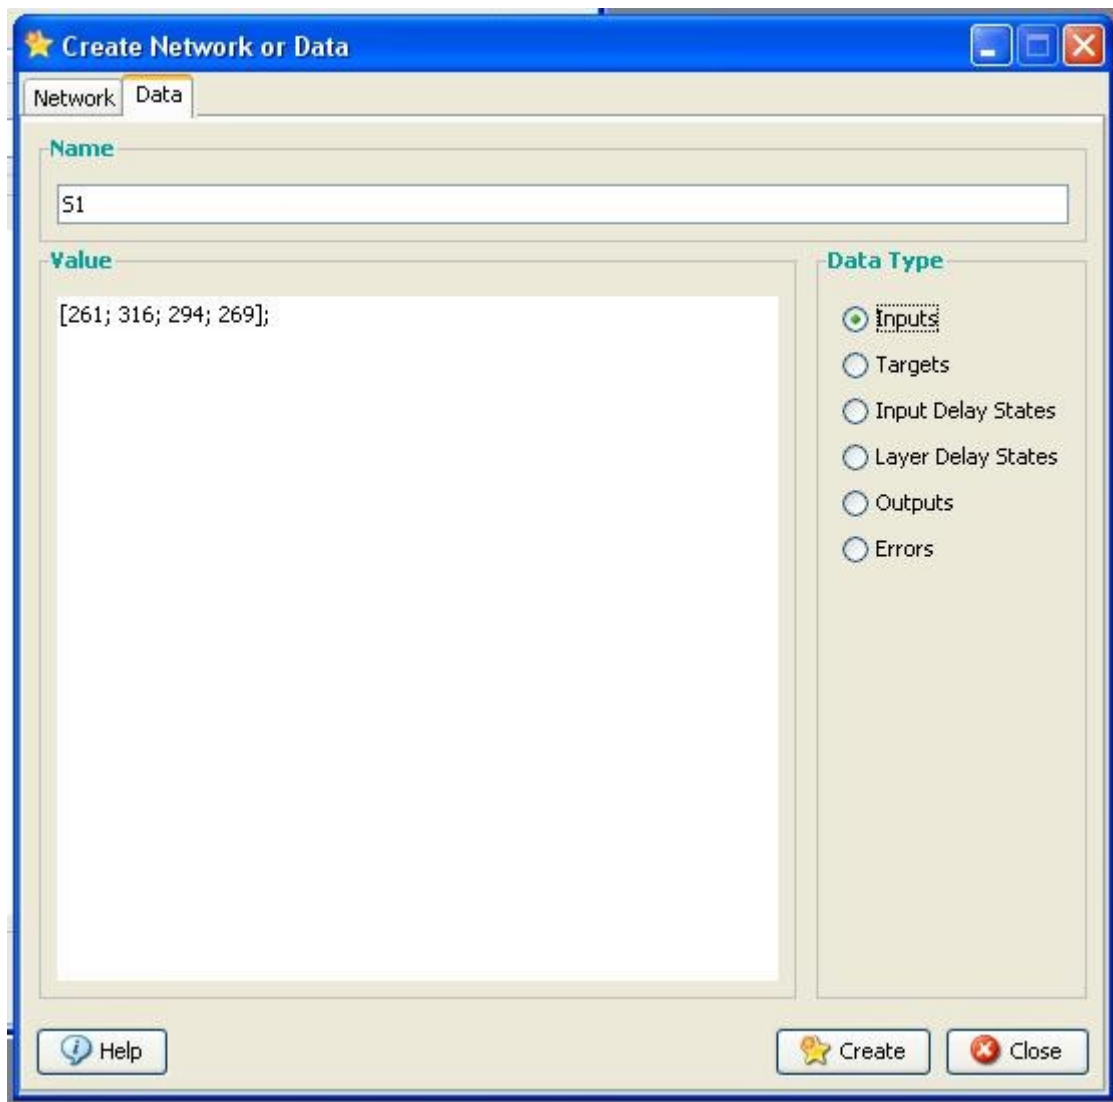 Create Network or Data
Network Data
Name
S1
Value
[261; 316; 294; 269];
Data Type
Inputs
Targets
Input Delay States
Layer Delay States
Outputs
Errors
Help
Create
Close